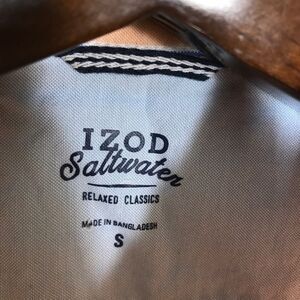 IZOD
Saltwater
RELAXED CLASSICS
MADE IN BANGLADESH
S